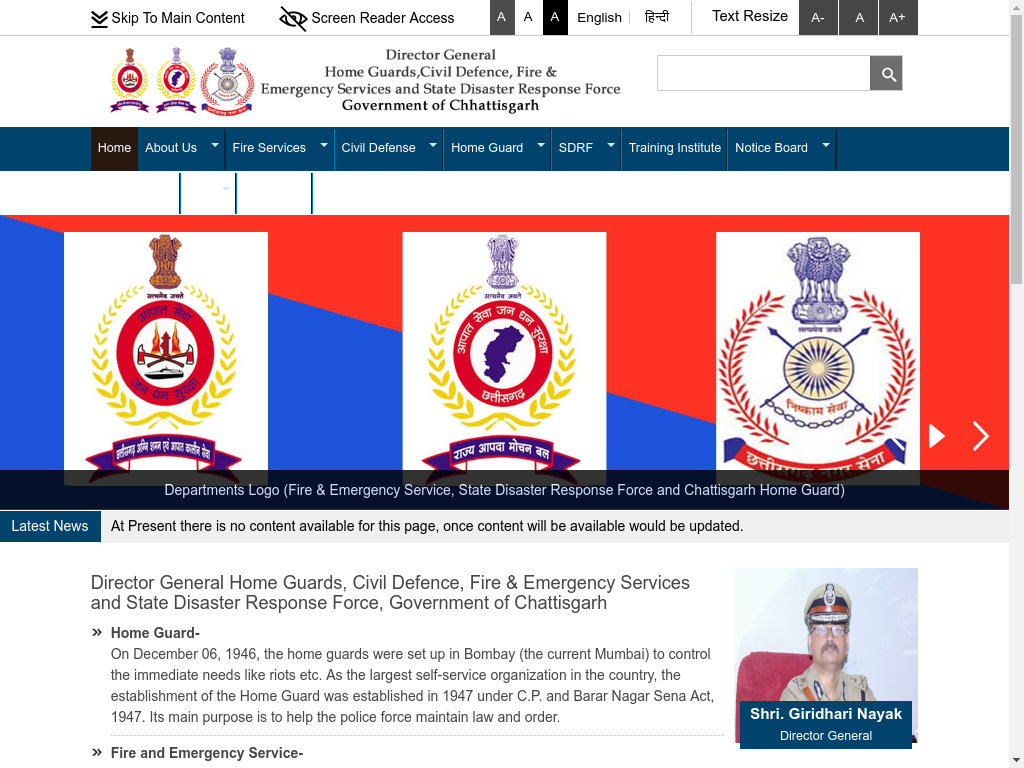 Skip To Main Content
Screen Reader Access
A
A
A
English
हिन्दी
Text Resize
A-
A
A+
Director General
Home Guards,Civil Defence, Fire &
Emergency Services and State Disaster Response Force
Government of Chhattisgarh
Home
About Us
Fire Services
Civil Defense
Home Guard
SDRF
Training Institute
Notice Board
सत्यमेव जयते
आपात सेवा
जन धन सुरक्षा
छत्तीसगढ़ अग्नि शमन एवं आपात कालीन सेवा
सत्यमेव जयते
आपात सेवा जन धन सुरक्षा
छत्तीसगढ़
राज्य आपदा मोचन बल
सत्यमेव जयते
निष्काम सेवा
छत्तीसगढ़ नगर सेना
Departments Logo (Fire & Emergency Service, State Disaster Response Force and Chattisgarh Home Guard)
Latest News
At Present there is no content available for this page, once content will be available would be updated.
Director General Home Guards, Civil Defence, Fire & Emergency Services
and State Disaster Response Force, Government of Chattisgarh
Home Guard-
On December 06, 1946, the home guards were set up in Bombay (the current Mumbai) to control
the immediate needs like riots etc. As the largest self-service organization in the country, the
establishment of the Home Guard was established in 1947 under C.P. and Barar Nagar Sena Act,
1947. Its main purpose is to help the police force maintain law and order.
Fire and Emergency Service-
Shri. Giridhari Nayak
Director General